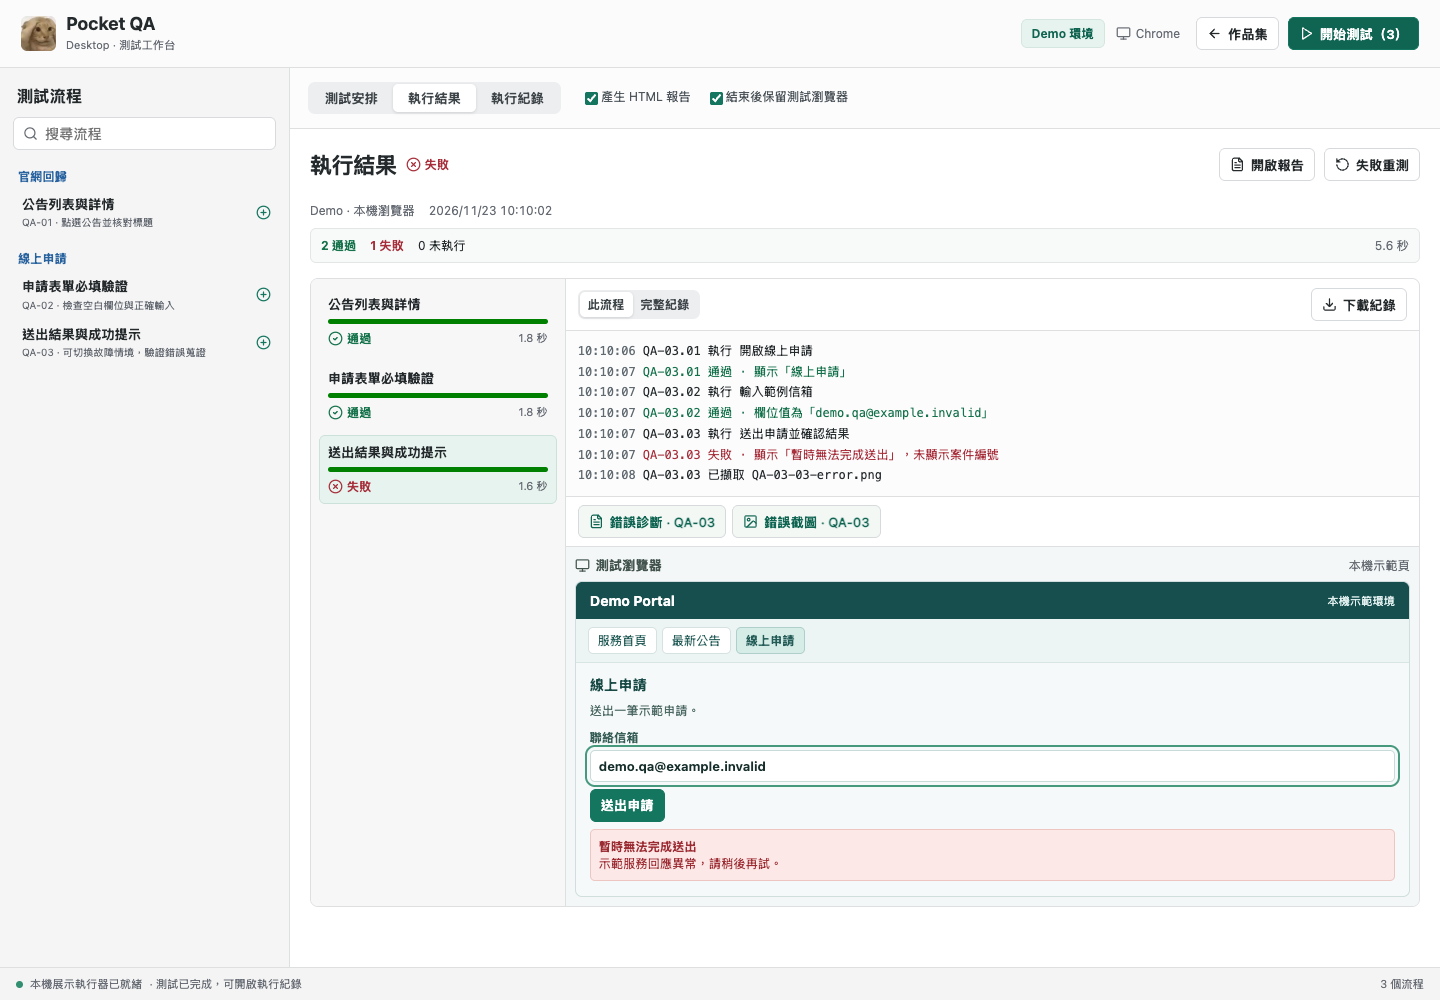 Pocket QA
Desktop · 測試工作台
Demo 環境
Chrome
作品集
開始測試（3）
測試流程
搜尋流程
官網回歸
公告列表與詳情
QA-01 · 點選公告並核對標題
線上申請
申請表單必填驗證
QA-02 · 檢查空白欄位與正確輸入
送出結果與成功提示
QA-03 · 可切換故障情境，驗證錯誤蒐證
測試安排
執行結果
執行紀錄
產生 HTML 報告
結束後保留測試瀏覽器
執行結果
失敗
開啟報告
失敗重測
Demo · 本機瀏覽器 2026/11/23 10:10:02
2 通過 1 失敗 0 未執行
5.6 秒
公告列表與詳情
通過
1.8 秒
申請表單必填驗證
通過
1.8 秒
送出結果與成功提示
失敗
1.6 秒
此流程
完整紀錄
下載紀錄
10:10:06 QA-03.01 執行 開啟線上申請
10:10:07 QA-03.01 通過 · 顯示「線上申請」
10:10:07 QA-03.02 執行 輸入範例信箱
10:10:07 QA-03.02 通過 · 欄位值為「demo.qa@example.invalid」
10:10:07 QA-03.03 執行 送出申請並確認結果
10:10:07 QA-03.03 失敗 · 顯示「暫時無法完成送出」，未顯示案件編號
10:10:08 QA-03.03 已擷取 QA-03-03-error.png
錯誤診斷 · QA-03
錯誤截圖 · QA-03
測試瀏覽器
本機示範頁
Demo Portal
本機示範環境
服務首頁
最新公告
線上申請
線上申請
送出一筆示範申請。
聯絡信箱
demo.qa@example.invalid
送出申請
暫時無法完成送出
示範服務回應異常，請稍後再試。
本機展示執行器已就緒 · 測試已完成，可開啟執行紀錄
3 個流程